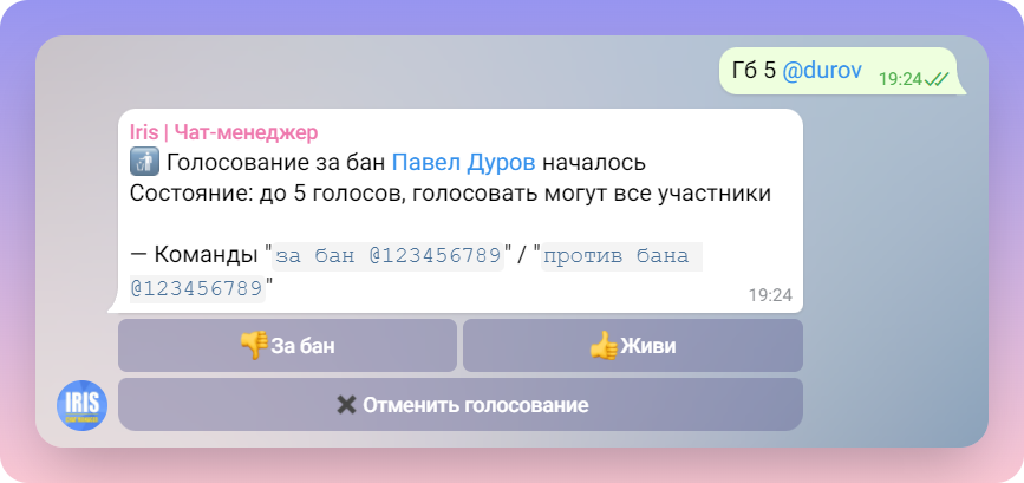 Гб 5 @durov 19:24
Iris | Чат-менеджер
Голосование за бан Павел Дуров началось
Состояние: до 5 голосов, голосовать могут все участники
— Команды "за бан @123456789" / "против бана
@123456789"
19:24
👎За бан
👍Живи
✖ Отменить голосование
IRIS